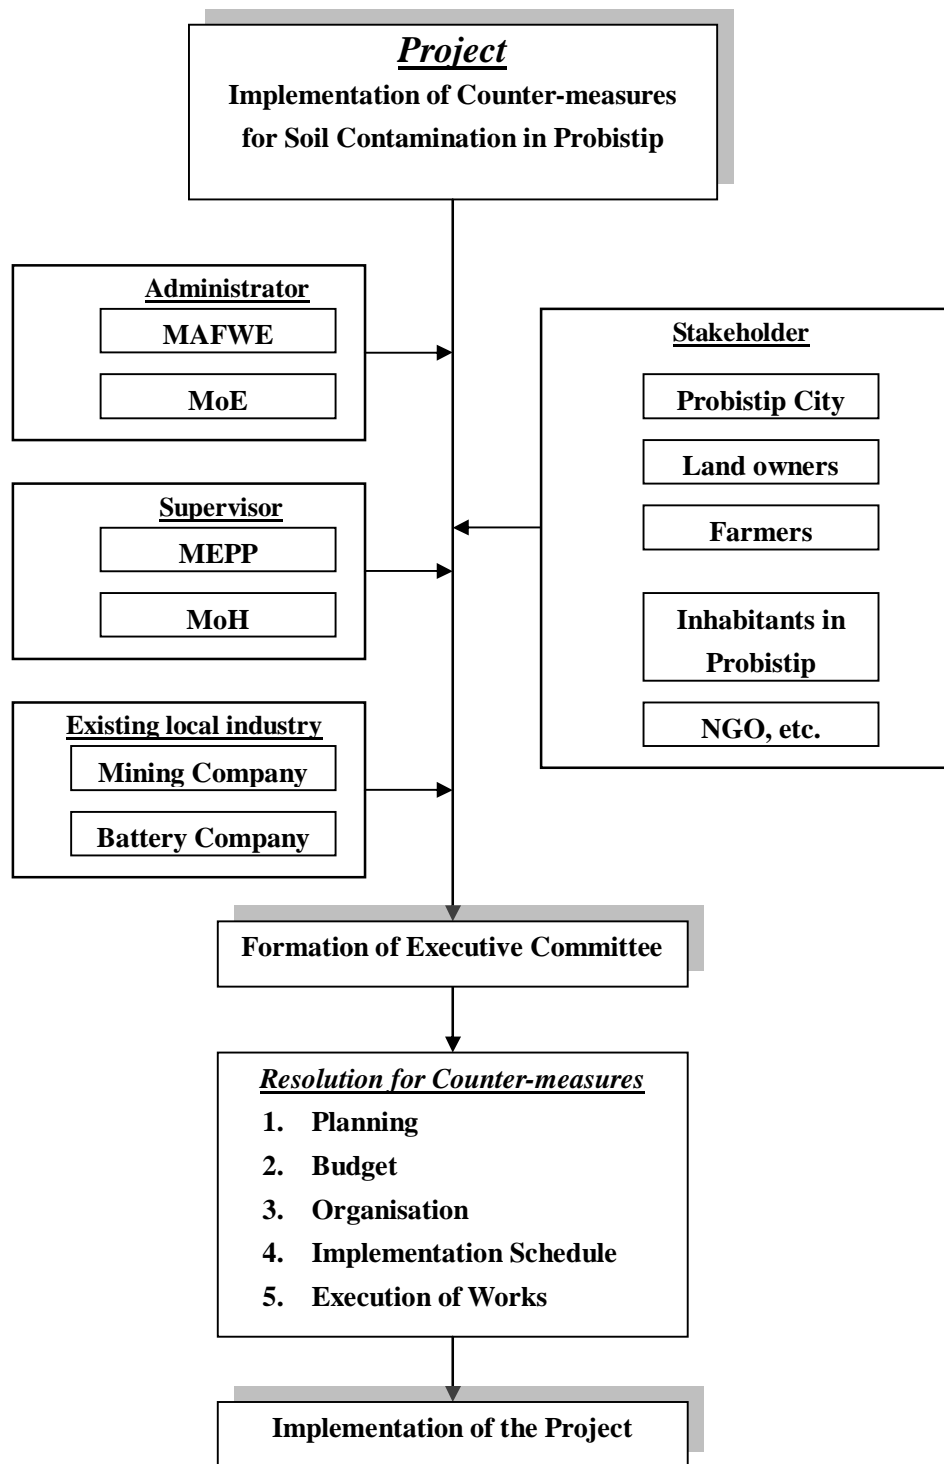 Project
Implementation of Counter-measures
for Soil Contamination in Probistip
Administrator
MAFWE
MoE
Stakeholder
Probistip City
Land owners
Farmers
Inhabitants in
Probistip
NGO, etc.
Supervisor
MEPP
MoH
Existing local industry
Mining Company
Battery Company
Formation of Executive Committee
Resolution for Counter-measures
1. Planning
2. Budget
3. Organisation
4. Implementation Schedule
5. Execution of Works
Implementation of the Project